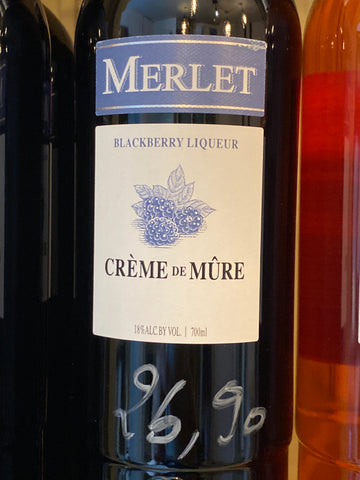 MERLET
BLACKBERRY LIQUEUR
CRÈME DE MÛRE
18% ALC. BY VOL. | 700ml
26,90